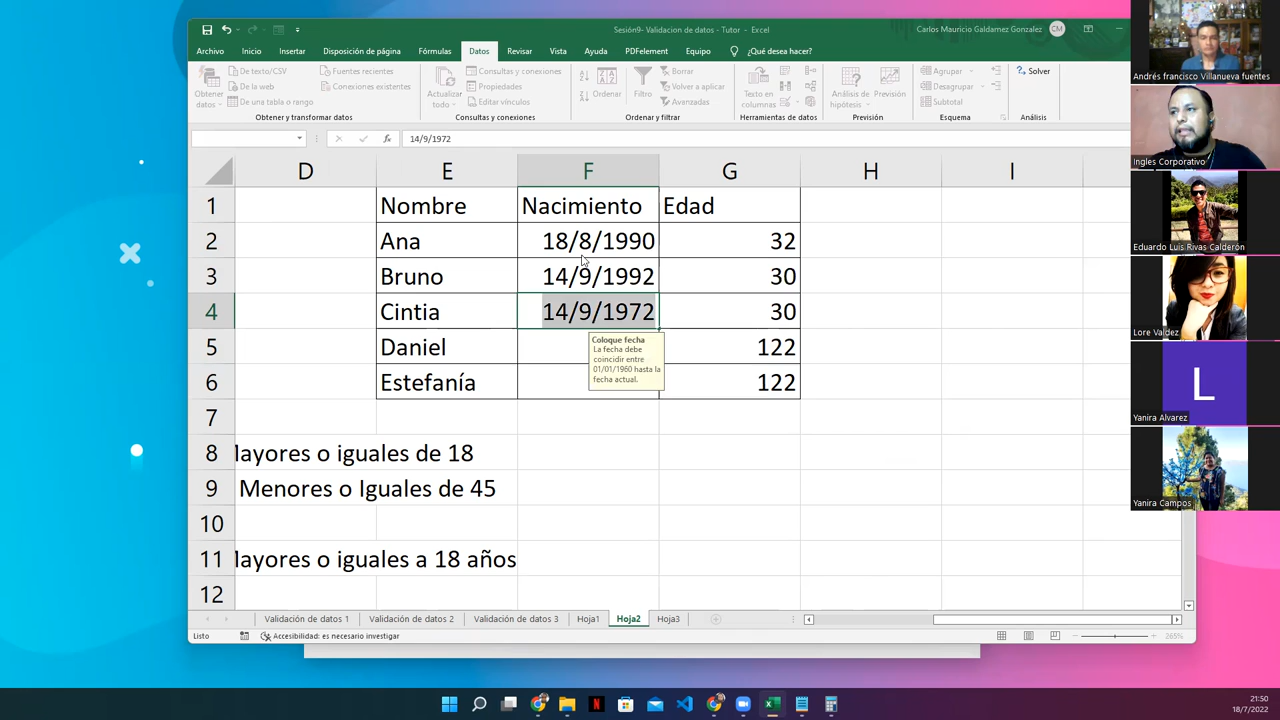 Sesión9- Validacion de datos - Tutor - Excel
Carlos Mauricio Galdamez Gonzalez
CM
Archivo Inicio Insertar Disposición de página Fórmulas Datos Revisar Vista Ayuda PDFelement Equipo ¿Qué desea hacer?
Obtener datos
De texto/CSV
De la web
De una tabla o rango
Fuentes recientes
Conexiones existentes
Obtener y transformar datos
Actualizar todo
Consultas y conexiones
Propiedades
Editar vínculos
Consultas y conexiones
Ordenar
Filtro
Borrar
Volver a aplicar
Avanzadas
Ordenar y filtrar
Texto en columnas
Herramientas de datos
Análisis de hipótesis
Previsión
Previsión
Agrupar
Desagrupar
Subtotal
Esquema
Solver
Análisis
fx 14/9/1972
D E F G H I
1 Nombre Nacimiento Edad
2 Ana 18/8/1990 32
3 Bruno 14/9/1992 30
4 Cintia 14/9/1972 30
5 Daniel 122
6 Estefanía 122
Coloque fecha
La fecha debe
coincidir entre
01/01/1960 hasta la
fecha actual.
7
8 layores o iguales de 18
9 Menores o Iguales de 45
10
11 layores o iguales a 18 años
12
Validación de datos 1 Validación de datos 2 Validación de datos 3 Hoja1 Hoja2 Hoja3
Listo Accesibilidad: es necesario investigar
265%
Andrés francisco Villanueva fuentes
Ingles Corporativo
Eduardo Luis Rivas Calderón
Lore Valdez
L
Yanira Alvarez
Yanira Campos
21:50
18/7/2022